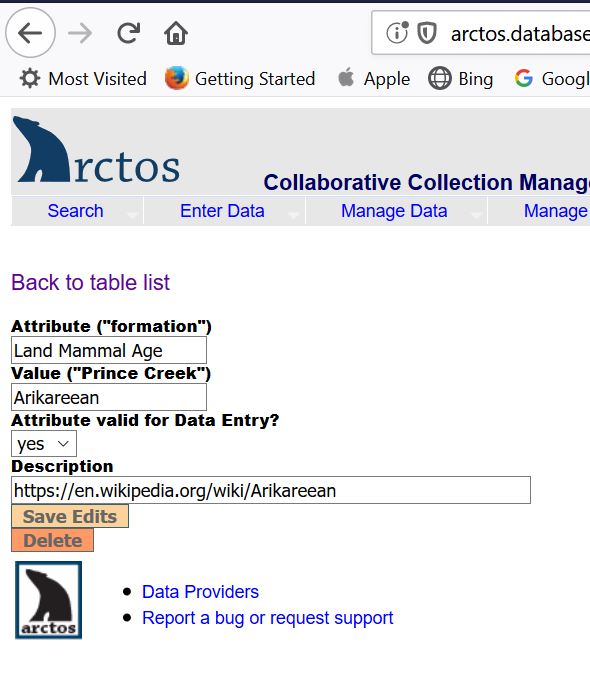 arctos.database
Most Visited Getting Started Apple Bing Googl
Arctos
Collaborative Collection Manag
Search Enter Data Manage Data Manage
Back to table list
Attribute ("formation")
Land Mammal Age
Value ("Prince Creek")
Arikareean
Attribute valid for Data Entry?
yes
Description
https://en.wikipedia.org/wiki/Arikareean
Save Edits
Delete
arctos
Data Providers
Report a bug or request support